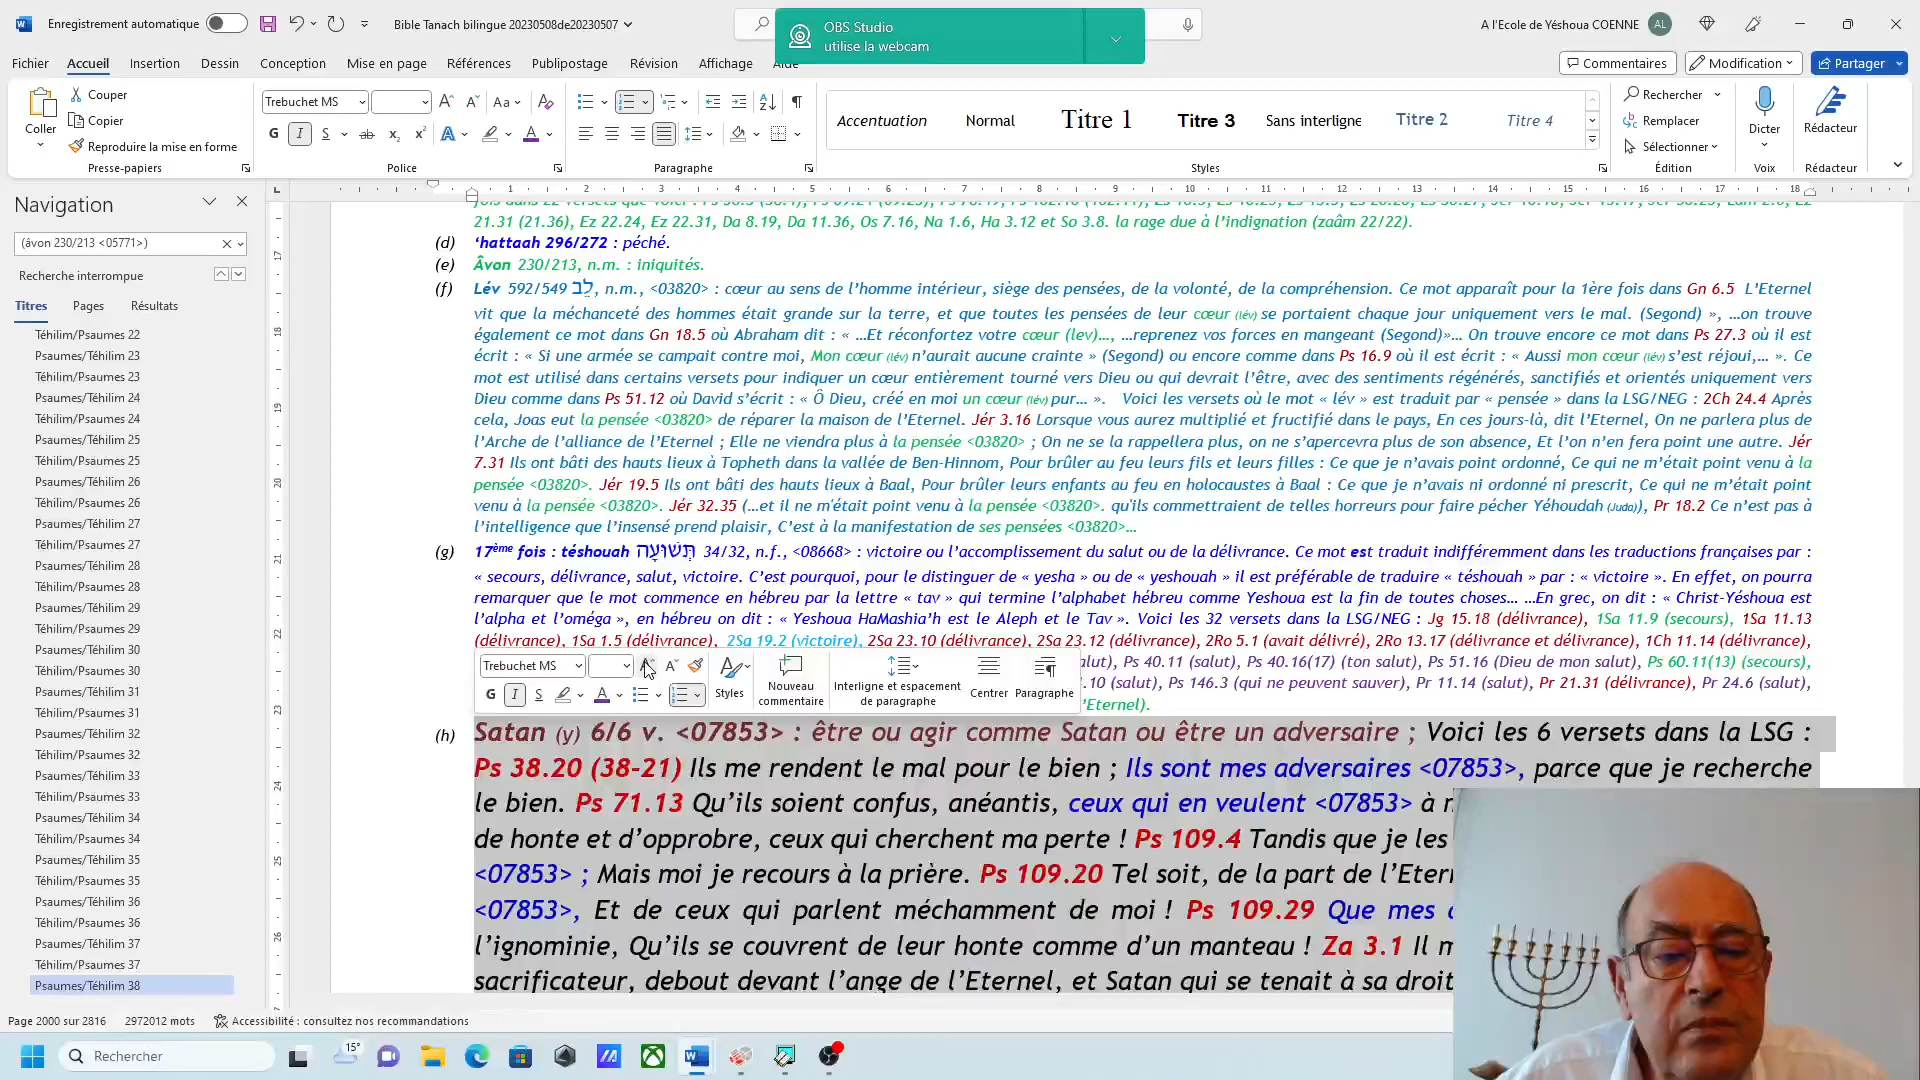 Enregistrement automatique
Bible Tanach bilingue 20230508de20230507
OBS Studio
utilise la webcam
A l'Ecole de Yéshoua COENNE
AL
Fichier
Accueil
Insertion
Dessin
Conception
Mise en page
Références
Publipostage
Révision
Affichage
Aide
Commentaires
Modification
Partager
Coller
Couper
Copier
Reproduire la mise en forme
Presse-papiers
Trebuchet MS
Police
Paragraphe
Accentuation
Normal
Titre 1
Titre 3
Sans interligne
Titre 2
Titre 4
Styles
Rechercher
Remplacer
Sélectionner
Édition
Dicter
Voix
Rédacteur
Rédacteur
Navigation
(âvon 230/213 <05771>)
Recherche interrompue
Titres
Pages
Résultats
Téhilim/Psaumes 22
Psaumes/Téhilim 23
Téhilim/Psaumes 23
Psaumes/Téhilim 24
Téhilim/Psaumes 24
Psaumes/Téhilim 25
Téhilim/Psaumes 25
Psaumes/Téhilim 26
Téhilim/Psaumes 26
Psaumes/Téhilim 27
Téhilim/Psaumes 27
Psaumes/Téhilim 28
Téhilim/Psaumes 28
Psaumes/Téhilim 29
Téhilim/Psaumes 29
Psaumes/Téhilim 30
Téhilim/Psaumes 30
Psaumes/Téhilim 31
Téhilim/Psaumes 31
Psaumes/Téhilim 32
Téhilim/Psaumes 32
Psaumes/Téhilim 33
Téhilim/Psaumes 33
Psaumes/Téhilim 34
Téhilim/Psaumes 34
Psaumes/Téhilim 35
Téhilim/Psaumes 35
Psaumes/Téhilim 36
Téhilim/Psaumes 36
Psaumes/Téhilim 37
Téhilim/Psaumes 37
Psaumes/Téhilim 38
21.31 (21.36), Ez 22.24, Ez 22.31, Da 8.19, Da 11.36, Os 7.16, Na 1.6, Ha 3.12 et So 3.8. la rage due à l'indignation (zaâm 22/22).
(d) ‘hattaah 296/272 : péché.
(e) Âvon 230/213, n.m. : iniquités.
(f) Lév 592/549 לֵב, n.m., <03820> : cœur au sens de l'homme intérieur, siège des pensées, de la volonté, de la compréhension. Ce mot apparaît pour la 1ère fois dans Gn 6.5 L'Eternel
vit que la méchanceté des hommes était grande sur la terre, et que toutes les pensées de leur cœur (lév) se portaient chaque jour uniquement vers le mal. (Segond) », …on trouve
également ce mot dans Gn 18.5 où Abraham dit : « …Et réconfortez votre cœur (lev)…, …reprenez vos forces en mangeant (Segond)»… On trouve encore ce mot dans Ps 27.3 où il est
écrit : « Si une armée se campait contre moi, Mon cœur (lév) n'aurait aucune crainte » (Segond) ou encore comme dans Ps 16.9 où il est écrit : « Aussi mon cœur (lév) s'est réjoui,… ». Ce
mot est utilisé dans certains versets pour indiquer un cœur entièrement tourné vers Dieu ou qui devrait l'être, avec des sentiments régénérés, sanctifiés et orientés uniquement vers
Dieu comme dans Ps 51.12 où David s'écrit : « Ô Dieu, créé en moi un cœur (lév) pur… ». Voici les versets où le mot « lév » est traduit par « pensée » dans la LSG/NEG : 2Ch 24.4 Après
cela, Joas eut la pensée <03820> de réparer la maison de l'Eternel. Jér 3.16 Lorsque vous aurez multiplié et fructifié dans le pays, En ces jours-là, dit l'Eternel, On ne parlera plus de
l'Arche de l'alliance de l'Eternel ; Elle ne viendra plus à la pensée <03820> ; On ne se la rappellera plus, on ne s'apercevra plus de son absence, Et l'on n'en fera point une autre. Jér
7.31 Ils ont bâti des hauts lieux à Topheth dans la vallée de Ben-Hinnom, Pour brûler au feu leurs fils et leurs filles : Ce que je n'avais point ordonné, Ce qui ne m'était point venu à la
pensée <03820>. Jér 19.5 Ils ont bâti des hauts lieux à Baal, Pour brûler leurs enfants au feu en holocaustes à Baal : Ce que je n'avais ni ordonné ni prescrit, Ce qui ne m'était point
venu à la pensée <03820>. Jér 32.35 (…et il ne m'était point venu à la pensée <03820>. qu'ils commettraient de telles horreurs pour faire pécher Yéhoudah (Juda)), Pr 18.2 Ce n'est pas à
l'intelligence que l'insensé prend plaisir, C'est à la manifestation de ses pensées <03820>…
(g) 17ème fois : téshouah תְּשׁוּעָה 34/32, n.f., <08668> : victoire ou l'accomplissement du salut ou de la délivrance. Ce mot est traduit indifféremment dans les traductions françaises par :
« secours, délivrance, salut, victoire. C'est pourquoi, pour le distinguer de « yesha » ou de « yeshouah » il est préférable de traduire « téshouah » par : « victoire ». En effet, on pourra
remarquer que le mot commence en hébreu par la lettre « tav » qui termine l'alphabet hébreu comme Yeshoua est la fin de toutes choses… …En grec, on dit : « Christ-Yéshoua est
l'alpha et l'oméga », en hébreu on dit : « Yeshoua HaMashia'h est le Aleph et le Tav ». Voici les 32 versets dans la LSG/NEG : Jg 15.18 (délivrance), 1Sa 11.9 (secours), 1Sa 11.13
(délivrance), 1Sa 1.5 (délivrance), 2Sa 19.2 (victoire), 2Sa 23.10 (délivrance), 2Sa 23.12 (délivrance), 2Ro 5.1 (avait délivré), 2Ro 13.17 (délivrance et délivrance), 1Ch 11.14 (délivrance),
alut), Ps 40.11 (salut), Ps 40.16(17) (ton salut), Ps 51.16 (Dieu de mon salut), Ps 60.11(13) (secours),
.10 (salut), Ps 146.3 (qui ne peuvent sauver), Pr 11.14 (salut), Pr 21.31 (délivrance), Pr 24.6 (salut),
'Eternel).
Trebuchet MS
Styles
Nouveau commentaire
Interligne et espacement de paragraphe
Centrer
Paragraphe
(h) Satan (y) 6/6 v. <07853> : être ou agir comme Satan ou être un adversaire ; Voici les 6 versets dans la LSG :
Ps 38.20 (38-21) Ils me rendent le mal pour le bien ; Ils sont mes adversaires <07853>, parce que je recherche
le bien. Ps 71.13 Qu'ils soient confus, anéantis, ceux qui en veulent <07853> à
de honte et d'opprobre, ceux qui cherchent ma perte ! Ps 109.4 Tandis que je les
<07853> ; Mais moi je recours à la prière. Ps 109.20 Tel soit, de la part de l'Eter
<07853>, Et de ceux qui parlent méchamment de moi ! Ps 109.29 Que mes
l'ignominie, Qu'ils se couvrent de leur honte comme d'un manteau ! Za 3.1 Il
sacrificateur, debout devant l'ange de l'Eternel, et Satan qui se tenait à sa droit
Page 2000 sur 2816
2972012 mots
Accessibilité : consultez nos recommandations
Rechercher
15°